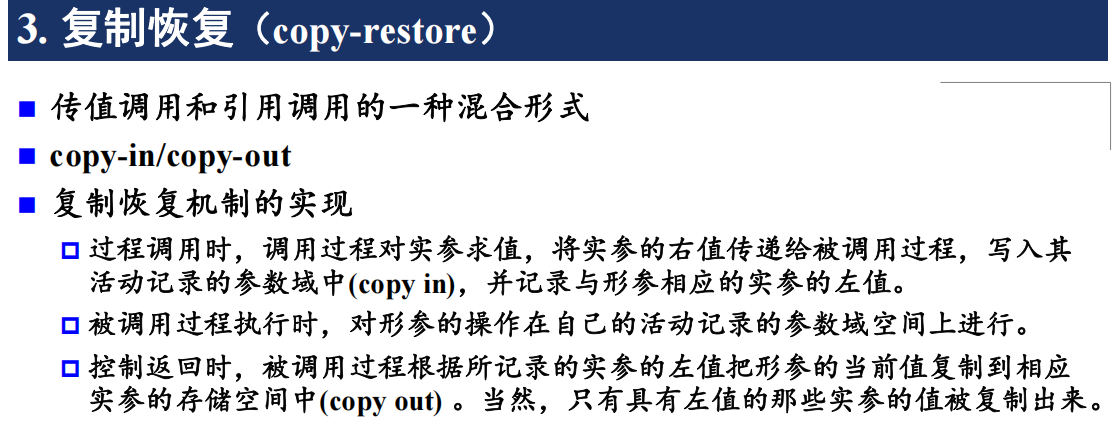 3. 复制恢复（copy-restore）
传值调用和引用调用的一种混合形式
copy-in/copy-out
复制恢复机制的实现
过程调用时，调用过程对实参求值，将实参的右值传递给被调用过程，写入其
活动记录的参数域中(copy in)，并记录与形参相应的实参的左值。
被调用过程执行时，对形参的操作在自己的活动记录的参数域空间上进行。
控制返回时，被调用过程根据所记录的实参的左值把形参的当前值复制到相应
实参的存储空间中(copy out) 。当然，只有具有左值的那些实参的值被复制出来。